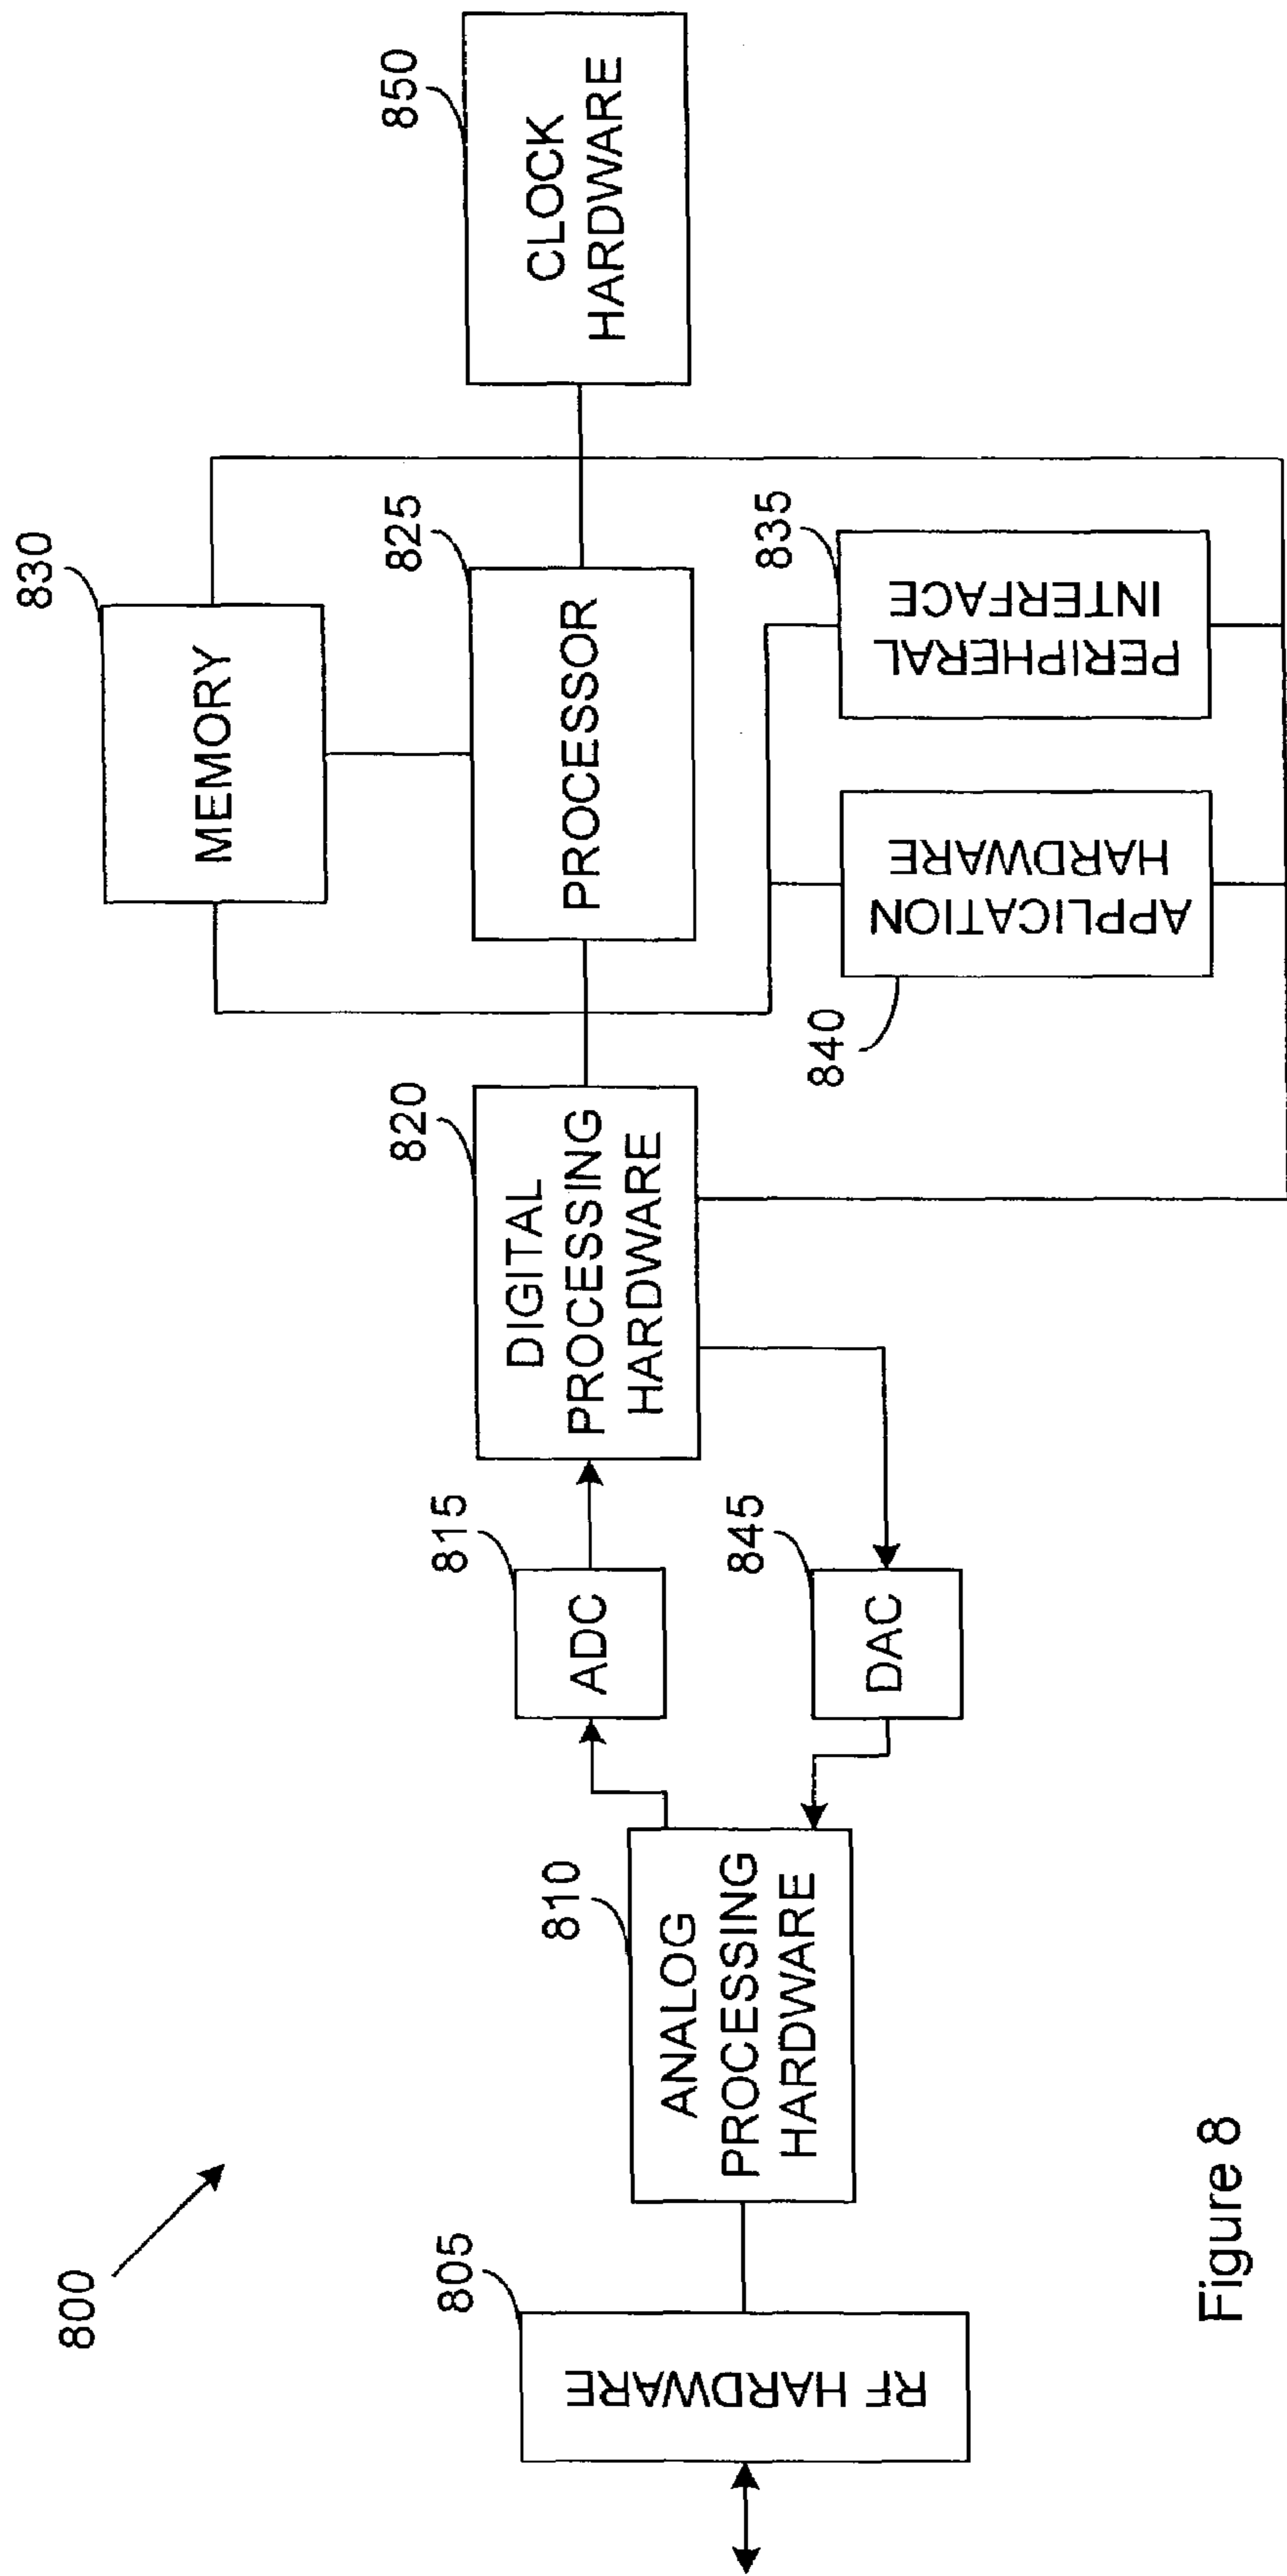 800
805
RF HARDWARE
810
ANALOG
PROCESSING
HARDWARE
815
ADC
845
DAC
820
DIGITAL
PROCESSING
HARDWARE
830
MEMORY
825
PROCESSOR
840
APPLICATION
HARDWARE
835
PERIPHERAL
INTERFACE
850
CLOCK
HARDWARE
Figure 8